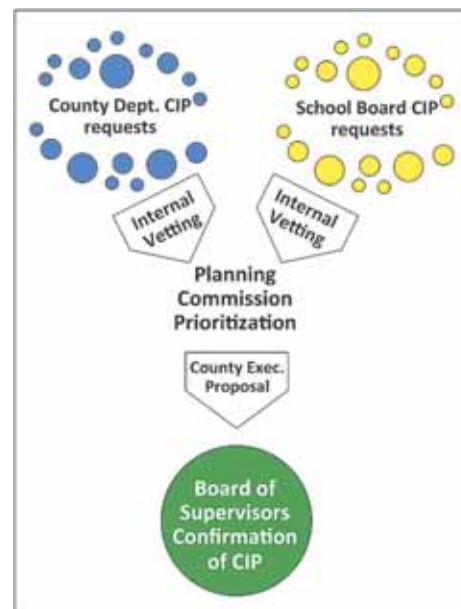 County Dept. CIP
requests
School Board CIP
requests
Internal
Vetting
Internal
Vetting
Planning
Commission
Prioritization
County Exec.
Proposal
Board of
Supervisors
Confirmation
of CIP